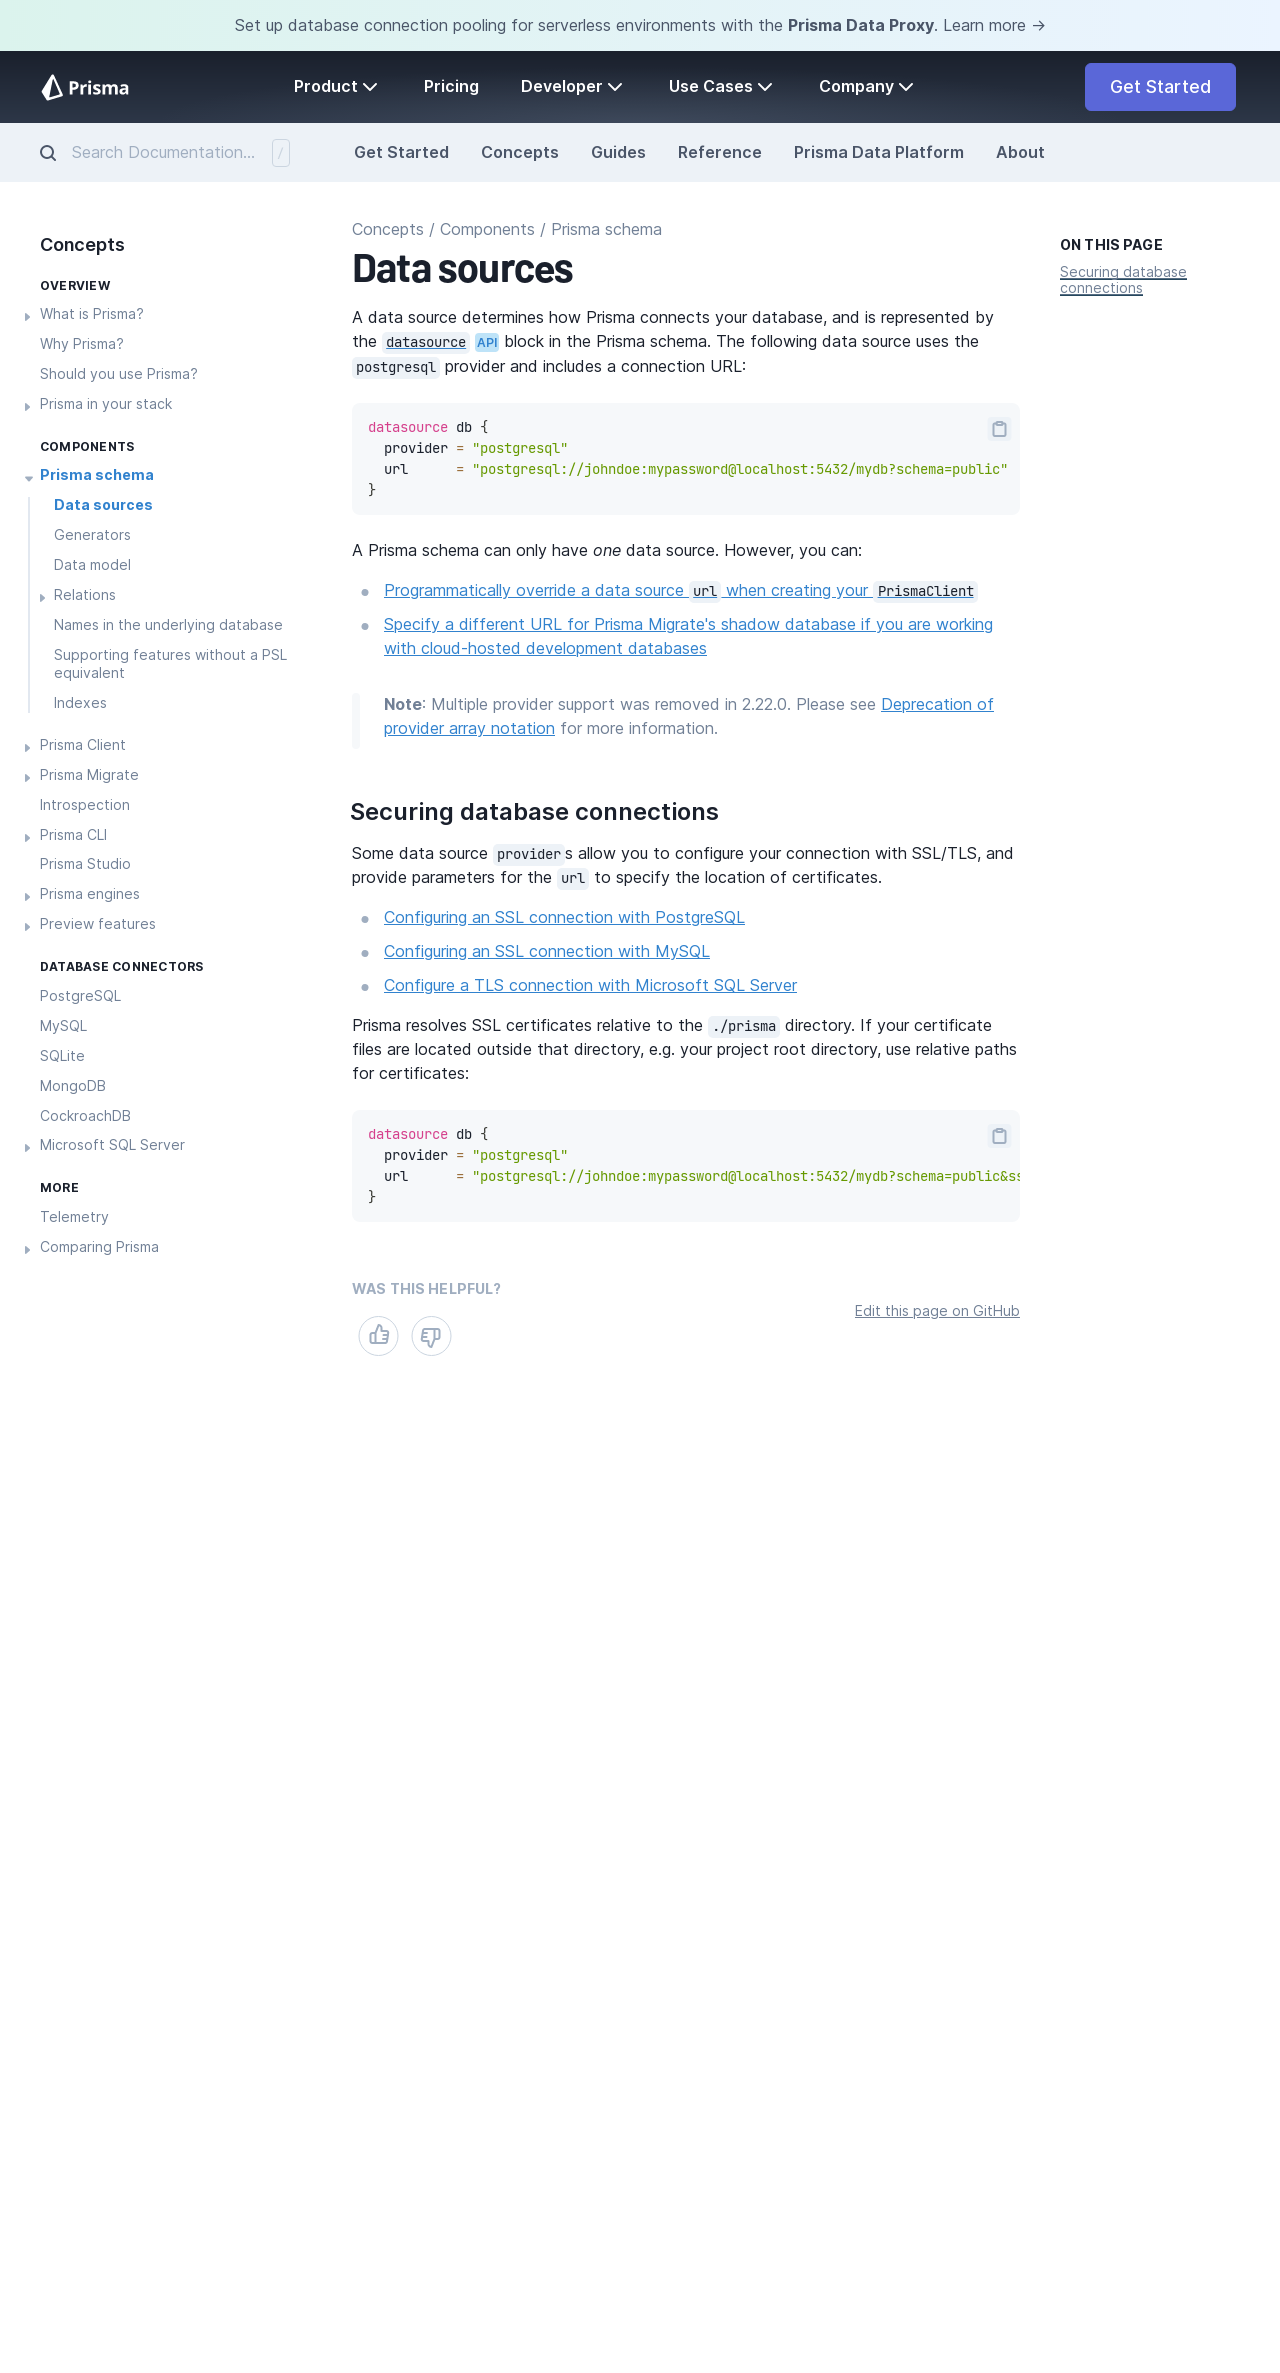 Set up database connection pooling for serverless environments with the Prisma Data Proxy. Learn more →
Prisma Product Pricing Developer Use Cases Company Get Started
Search Documentation... / Get Started Concepts Guides Reference Prisma Data Platform About
Concepts
OVERVIEW
What is Prisma?
Why Prisma?
Should you use Prisma?
Prisma in your stack
COMPONENTS
Prisma schema
Data sources
Generators
Data model
Relations
Names in the underlying database
Supporting features without a PSL
equivalent
Indexes
Prisma Client
Prisma Migrate
Introspection
Prisma CLI
Prisma Studio
Prisma engines
Preview features
DATABASE CONNECTORS
PostgreSQL
MySQL
SQLite
MongoDB
CockroachDB
Microsoft SQL Server
MORE
Telemetry
Comparing Prisma
Concepts / Components / Prisma schema
Data sources
A data source determines how Prisma connects your database, and is represented by
the datasource API block in the Prisma schema. The following data source uses the
postgresql provider and includes a connection URL:
datasource db {
  provider = "postgresql"
  url      = "postgresql://johndoe:mypassword@localhost:5432/mydb?schema=public"
}
A Prisma schema can only have one data source. However, you can:
Programmatically override a data source url when creating your PrismaClient
Specify a different URL for Prisma Migrate's shadow database if you are working
with cloud-hosted development databases
Note: Multiple provider support was removed in 2.22.0. Please see Deprecation of
provider array notation for more information.
Securing database connections
Some data source providers allow you to configure your connection with SSL/TLS, and
provide parameters for the url to specify the location of certificates.
Configuring an SSL connection with PostgreSQL
Configuring an SSL connection with MySQL
Configure a TLS connection with Microsoft SQL Server
Prisma resolves SSL certificates relative to the ./prisma directory. If your certificate
files are located outside that directory, e.g. your project root directory, use relative paths
for certificates:
datasource db {
  provider = "postgresql"
  url      = "postgresql://johndoe:mypassword@localhost:5432/mydb?schema=public&ss
}
WAS THIS HELPFUL?
Edit this page on GitHub
ON THIS PAGE
Securing database
connections